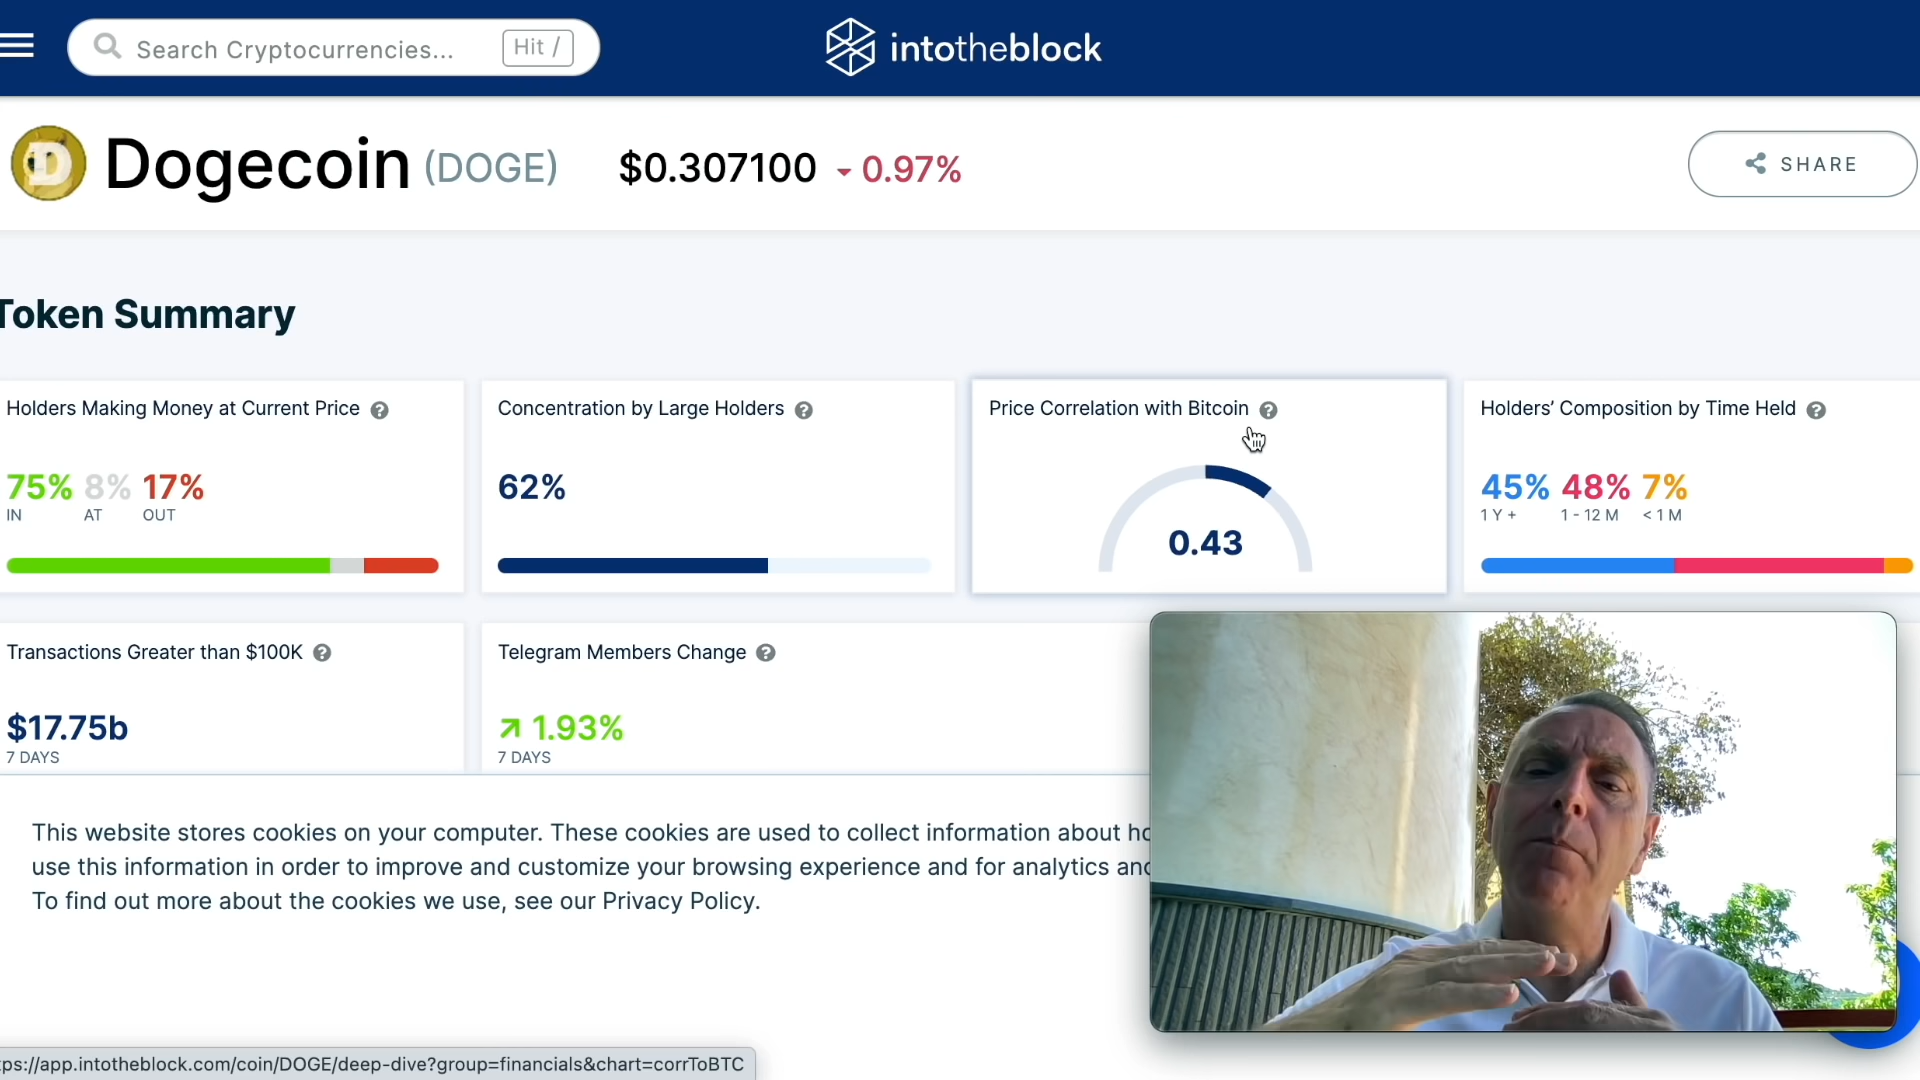 Search Cryptocurrencies...
Hit /
intotheblock
Dogecoin (DOGE) $0.307100 0.97%
SHARE
Token Summary
Holders Making Money at Current Price ?
75% 8% 17%
IN AT OUT
Concentration by Large Holders ?
62%
Price Correlation with Bitcoin ?
0.43
Holders’ Composition by Time Held ?
45% 48% 7%
1 Y + 1 - 12 M < 1 M
Transactions Greater than $100K ?
$17.75b
7 DAYS
Telegram Members Change ?
1.93%
7 DAYS
This website stores cookies on your computer. These cookies are used to collect information about
use this information in order to improve and customize your browsing experience and for analytics
To find out more about the cookies we use, see our Privacy Policy.
ps://app.intotheblock.com/coin/DOGE/deep-dive?group=financials&chart=corrToBTC